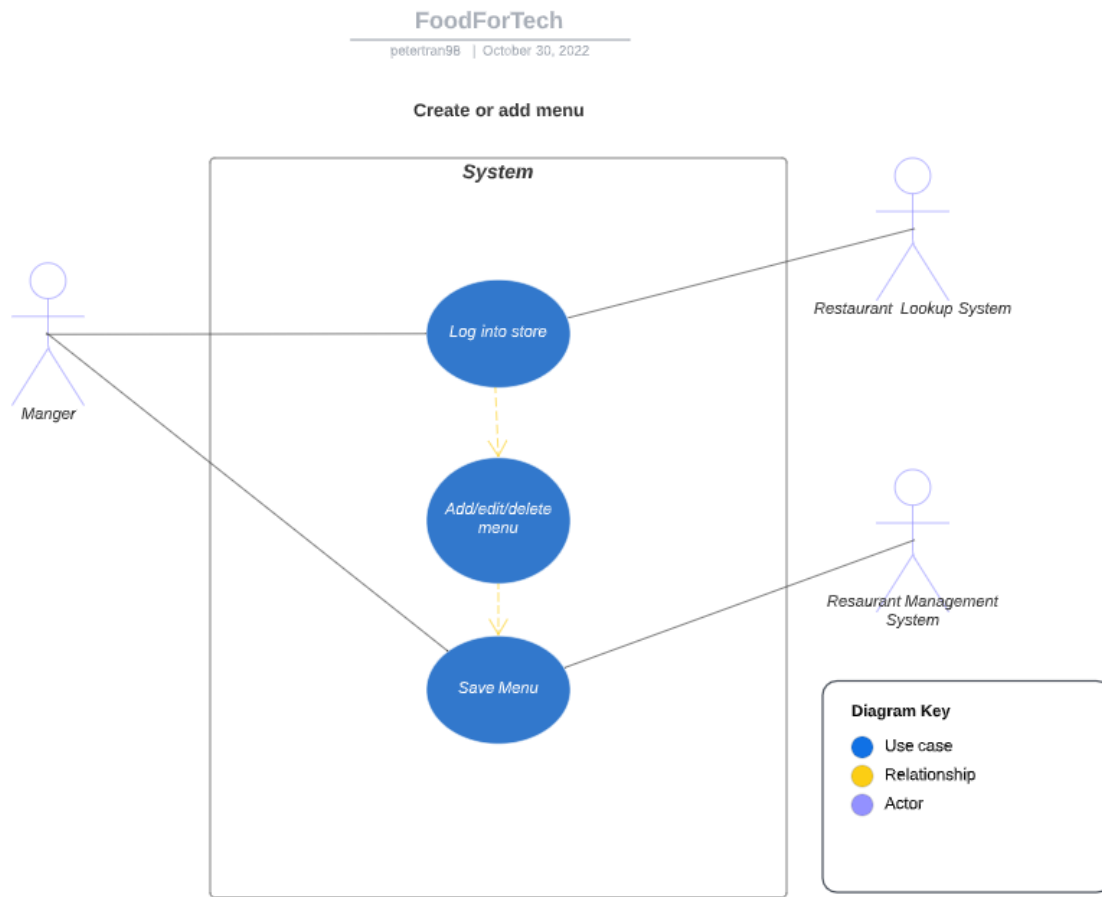 FoodForTech
petertran98 | October 30, 2022
Create or add menu
System
Restaurant Lookup System
Log into store
Manger
Add/edit/delete
menu
Resaurant Management
System
Save Menu
Diagram Key
Use case
Relationship
Actor